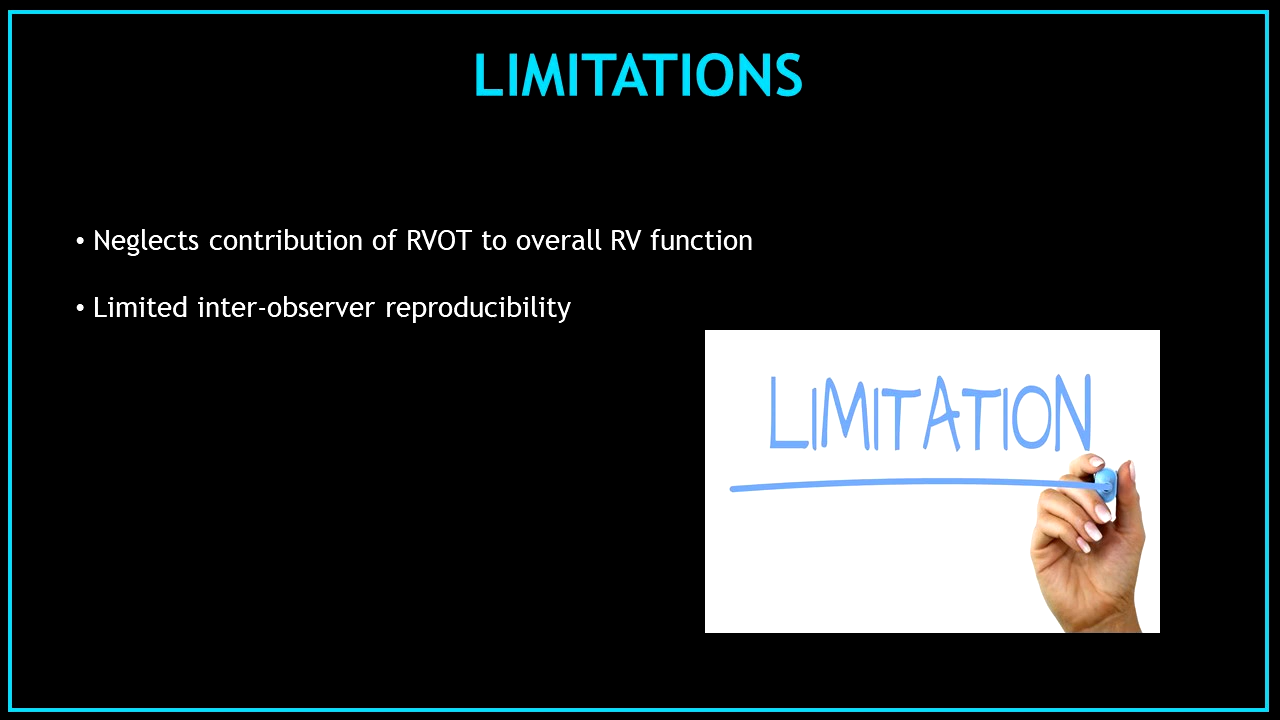 LIMITATIONS
• Neglects contribution of RVOT to overall RV function
• Limited inter-observer reproducibility
LIMITATION